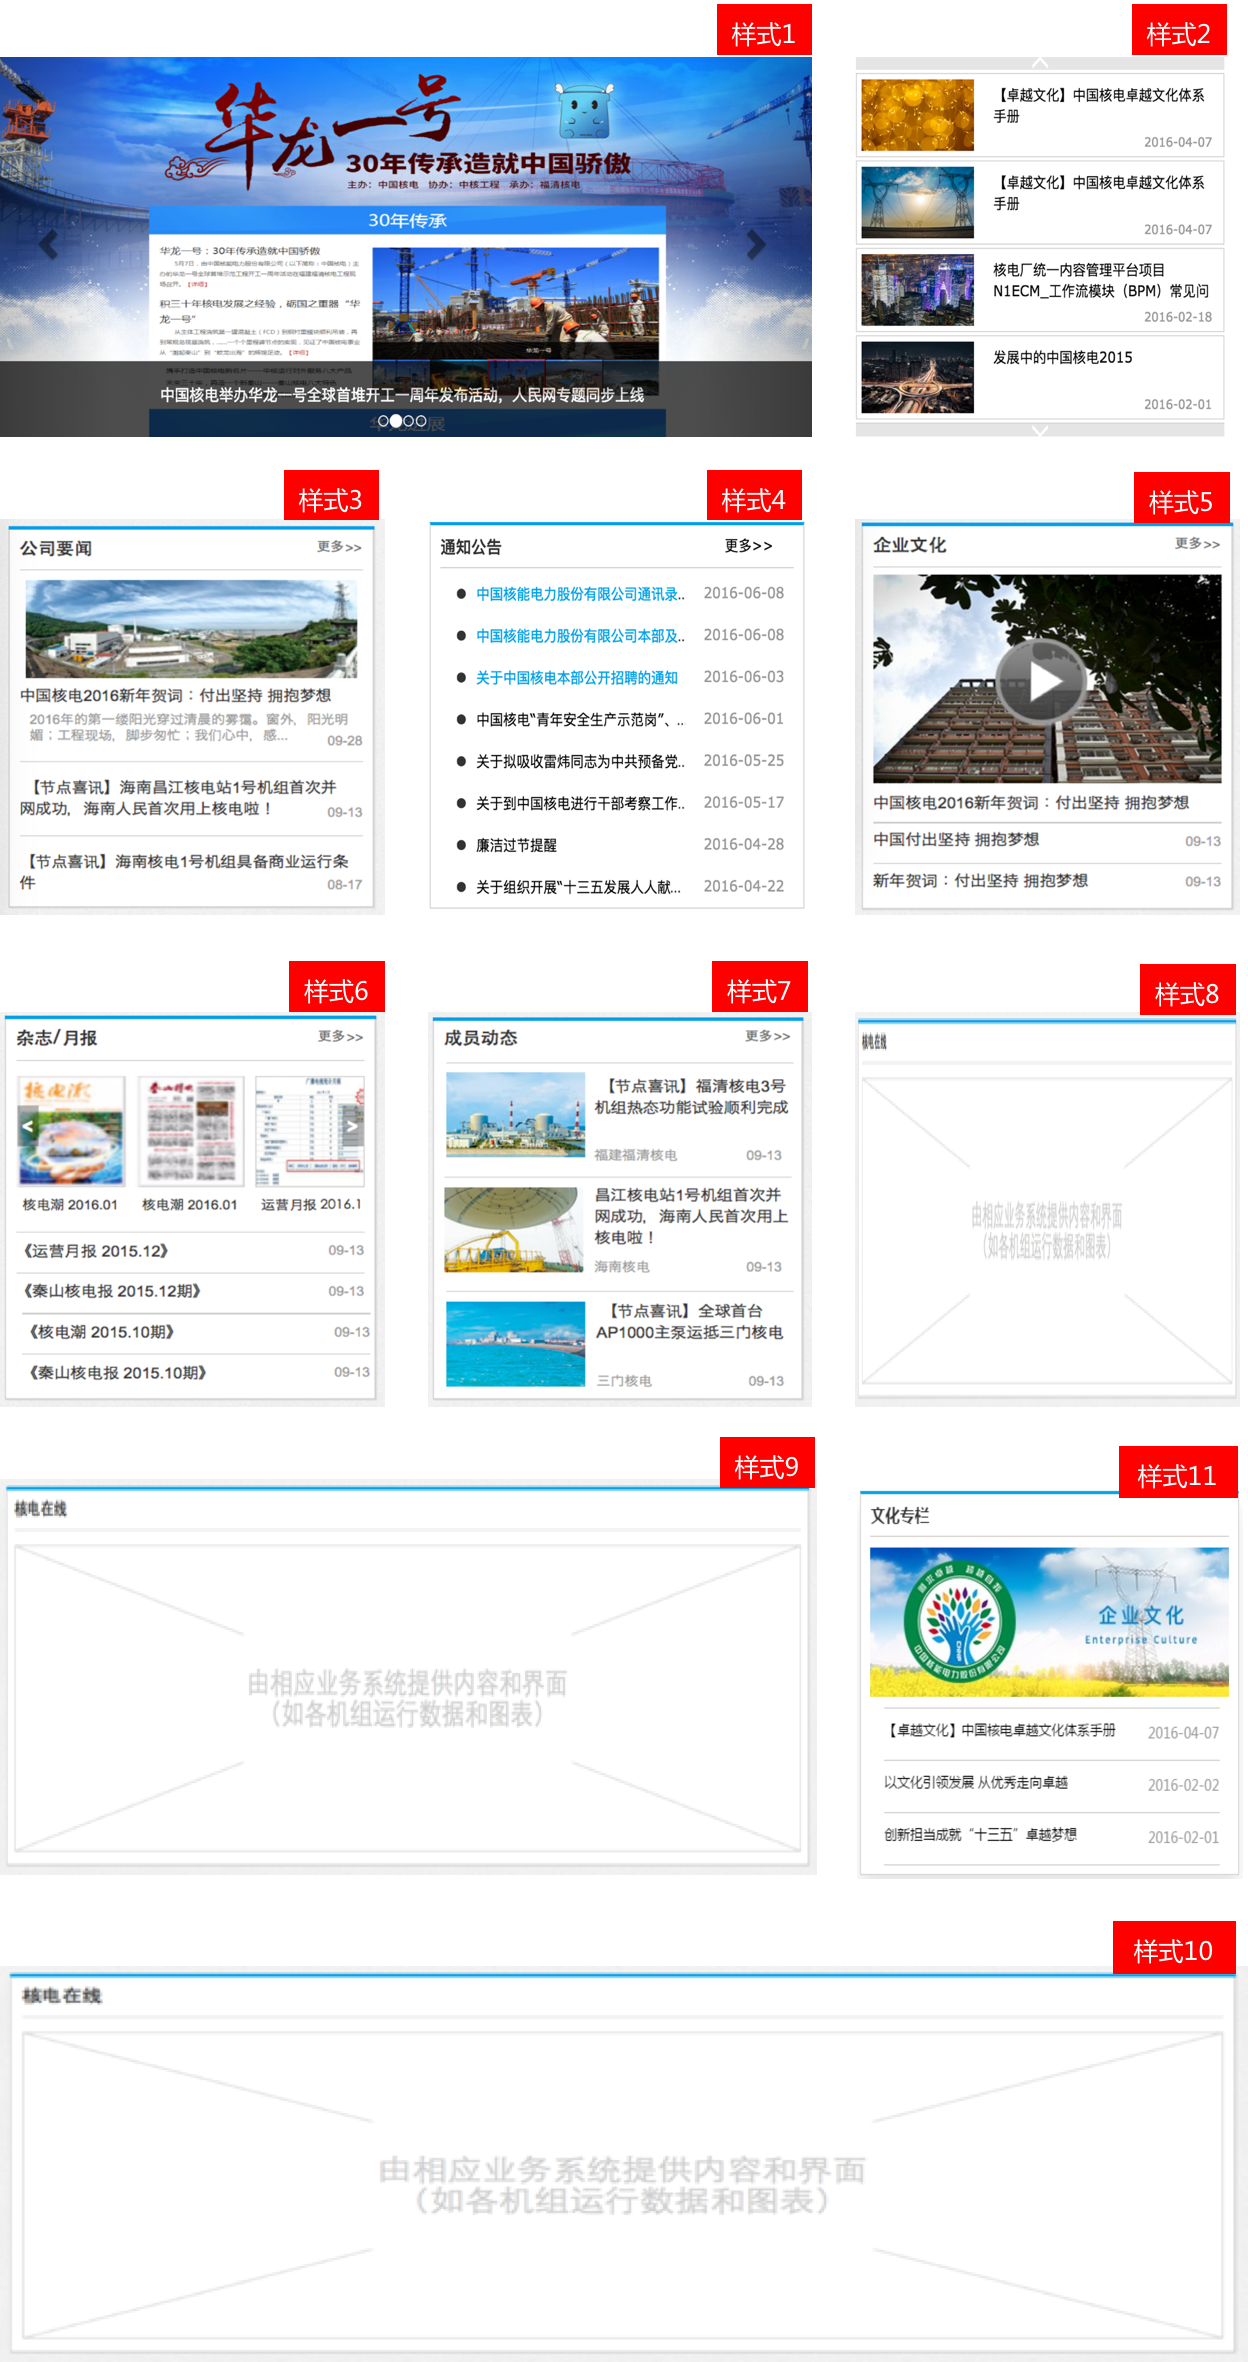 样式1
华龙一号
30年传承造就中国骄傲
主办：中国核电 协办：中核工程 承办：福清核电
30年传承
华龙一号：30年传承造就中国骄傲
【详细】
积三十年核电发展之经验，砺国之重器“华
龙一号”
【详细】
华龙一号
中国核电举办华龙一号全球首堆开工一周年发布活动，人民网专题同步上线
样式2
【卓越文化】中国核电卓越文化体系
手册
2016-04-07
【卓越文化】中国核电卓越文化体系
手册
2016-04-07
核电厂统一内容管理平台项目
N1ECM_工作流模块（BPM）常见问
2016-02-18
发展中的中国核电2015
2016-02-01
样式3
公司要闻 更多>>
中国核电2016新年贺词：付出坚持 拥抱梦想
2016年的第一缕阳光穿过清晨的雾霭。窗外，阳光明
媚；工程现场，脚步匆忙；我们心中，感...
09-28
【节点喜讯】海南昌江核电站1号机组首次并
网成功，海南人民首次用上核电啦！ 09-13
【节点喜讯】海南核电1号机组具备商业运行条
件 08-17
样式4
通知公告 更多>>
● 中国核能电力股份有限公司通讯录.. 2016-06-08
● 中国核能电力股份有限公司本部及.. 2016-06-08
● 关于中国核电本部公开招聘的通知 2016-06-03
● 中国核电“青年安全生产示范岗”、.. 2016-06-01
● 关于拟吸收雷炜同志为中共预备党.. 2016-05-25
● 关于到中国核电进行干部考察工作.. 2016-05-17
● 廉洁过节提醒 2016-04-28
● 关于组织开展“十三五发展人人献... 2016-04-22
样式5
企业文化 更多>>
中国核电2016新年贺词：付出坚持 拥抱梦想
中国付出坚持 拥抱梦想 09-13
新年贺词：付出坚持 拥抱梦想 09-13
样式6
杂志/月报 更多>>
核电潮
核电潮 2016.01 核电潮 2016.01 运营月报 2016.1
《运营月报 2015.12》 09-13
《秦山核电报 2015.12期》 09-13
《核电潮 2015.10期》 09-13
《秦山核电报 2015.10期》 09-13
样式7
成员动态 更多>>
【节点喜讯】福清核电3号
机组热态功能试验顺利完成
福建福清核电 09-13
昌江核电站1号机组首次并
网成功，海南人民首次用上
核电啦！
海南核电 09-13
【节点喜讯】全球首台
AP1000主泵运抵三门核电
三门核电 09-13
样式8
核电在线
由相应业务系统提供内容和界面
（如各机组运行数据和图表）
样式9
核电在线
由相应业务系统提供内容和界面
（如各机组运行数据和图表）
样式11
文化专栏
追求卓越 超越自我
中国核能电力股份有限公司
企业文化
Enterprise Culture
【卓越文化】中国核电卓越文化体系手册 2016-04-07
以文化引领发展 从优秀走向卓越 2016-02-02
创新担当成就“十三五”卓越梦想 2016-02-01
样式10
核电在线
由相应业务系统提供内容和界面
（如各机组运行数据和图表）